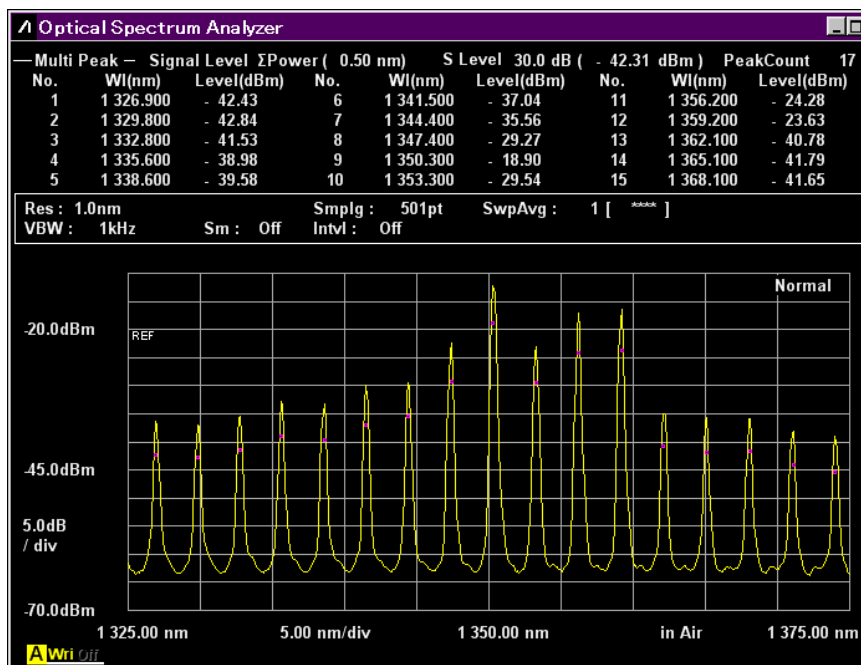 Optical Spectrum Analyzer
Multi Peak — Signal Level ΣPower ( 0.50 nm) S Level 30.0 dB ( - 42.31 dBm ) PeakCount 17
No. Wl(nm) Level(dBm) No. Wl(nm) Level(dBm) No. Wl(nm) Level(dBm)
1 1 326.900 - 42.43 6 1 341.500 - 37.04 11 1 356.200 - 24.28
2 1 329.800 - 42.84 7 1 344.400 - 35.56 12 1 359.200 - 23.63
3 1 332.800 - 41.53 8 1 347.400 - 29.27 13 1 362.100 - 40.78
4 1 335.600 - 38.98 9 1 350.300 - 18.90 14 1 365.100 - 41.79
5 1 338.600 - 39.58 10 1 353.300 - 29.54 15 1 368.100 - 41.65
Res : 1.0nm Smplg : 501pt SwpAvg : 1 [ **** ]
VBW : 1kHz Sm : Off Intvl : Off
Normal
-20.0dBm
REF
-45.0dBm
5.0dB
/ div
-70.0dBm
1 325.00 nm 5.00 nm/div 1 350.00 nm in Air 1 375.00 nm
A Wri Off